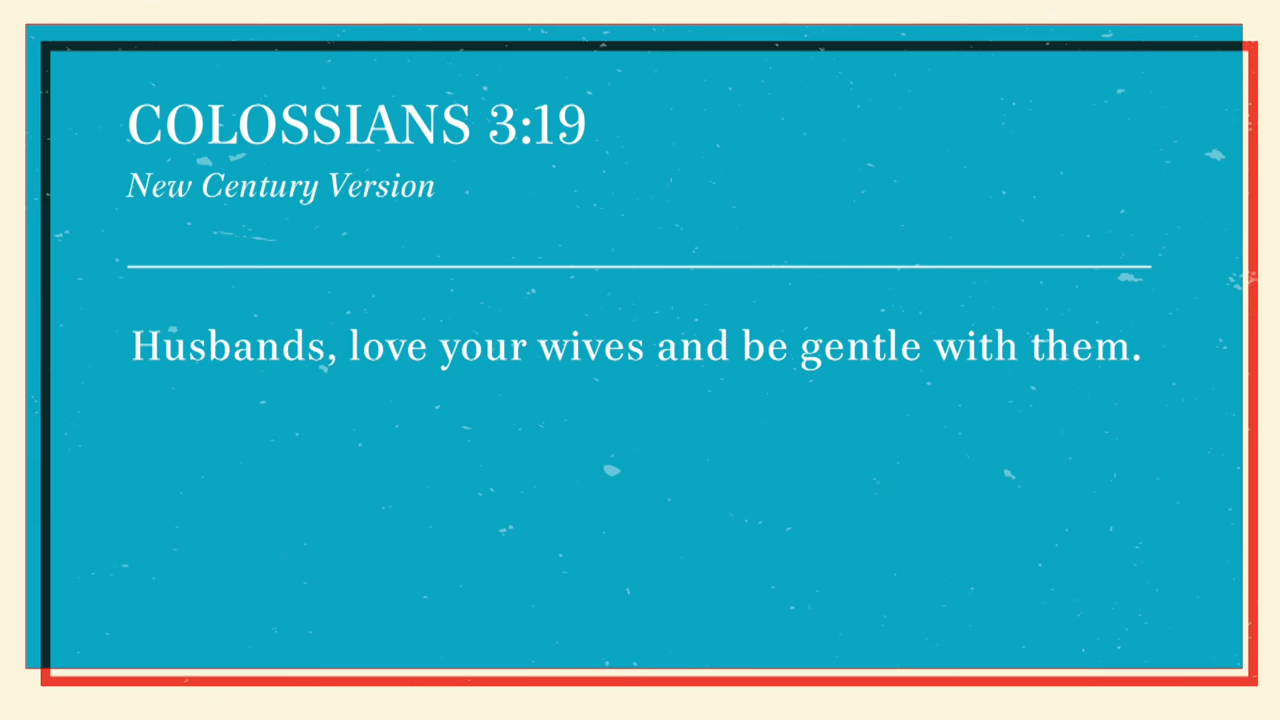 COLOSSIANS 3:19
New Century Version
Husbands, love your wives and be gentle with them.